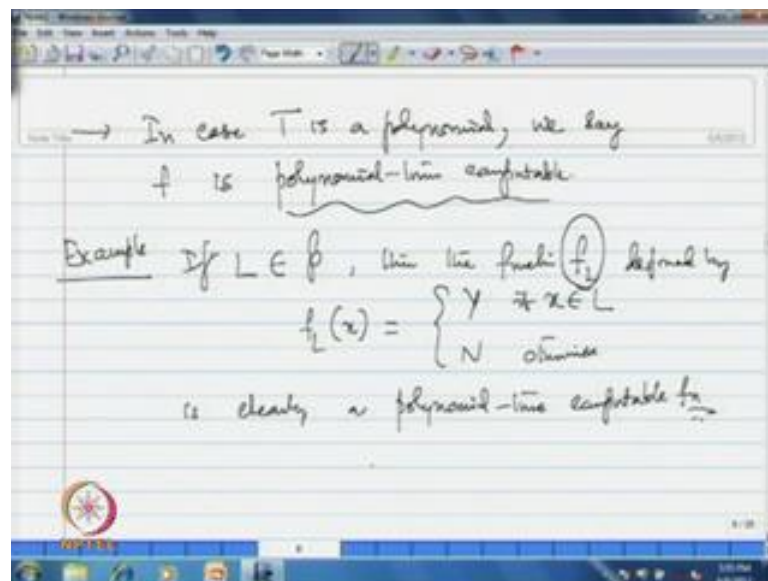 → In case T is a polynomial, we say
f is polynomial-time computable.
Example If L ∈ P, then the function f_L defined by
f_L(x) = { Y if x ∈ L
N otherwise
is clearly a polynomial-time computable fn
NPTEL